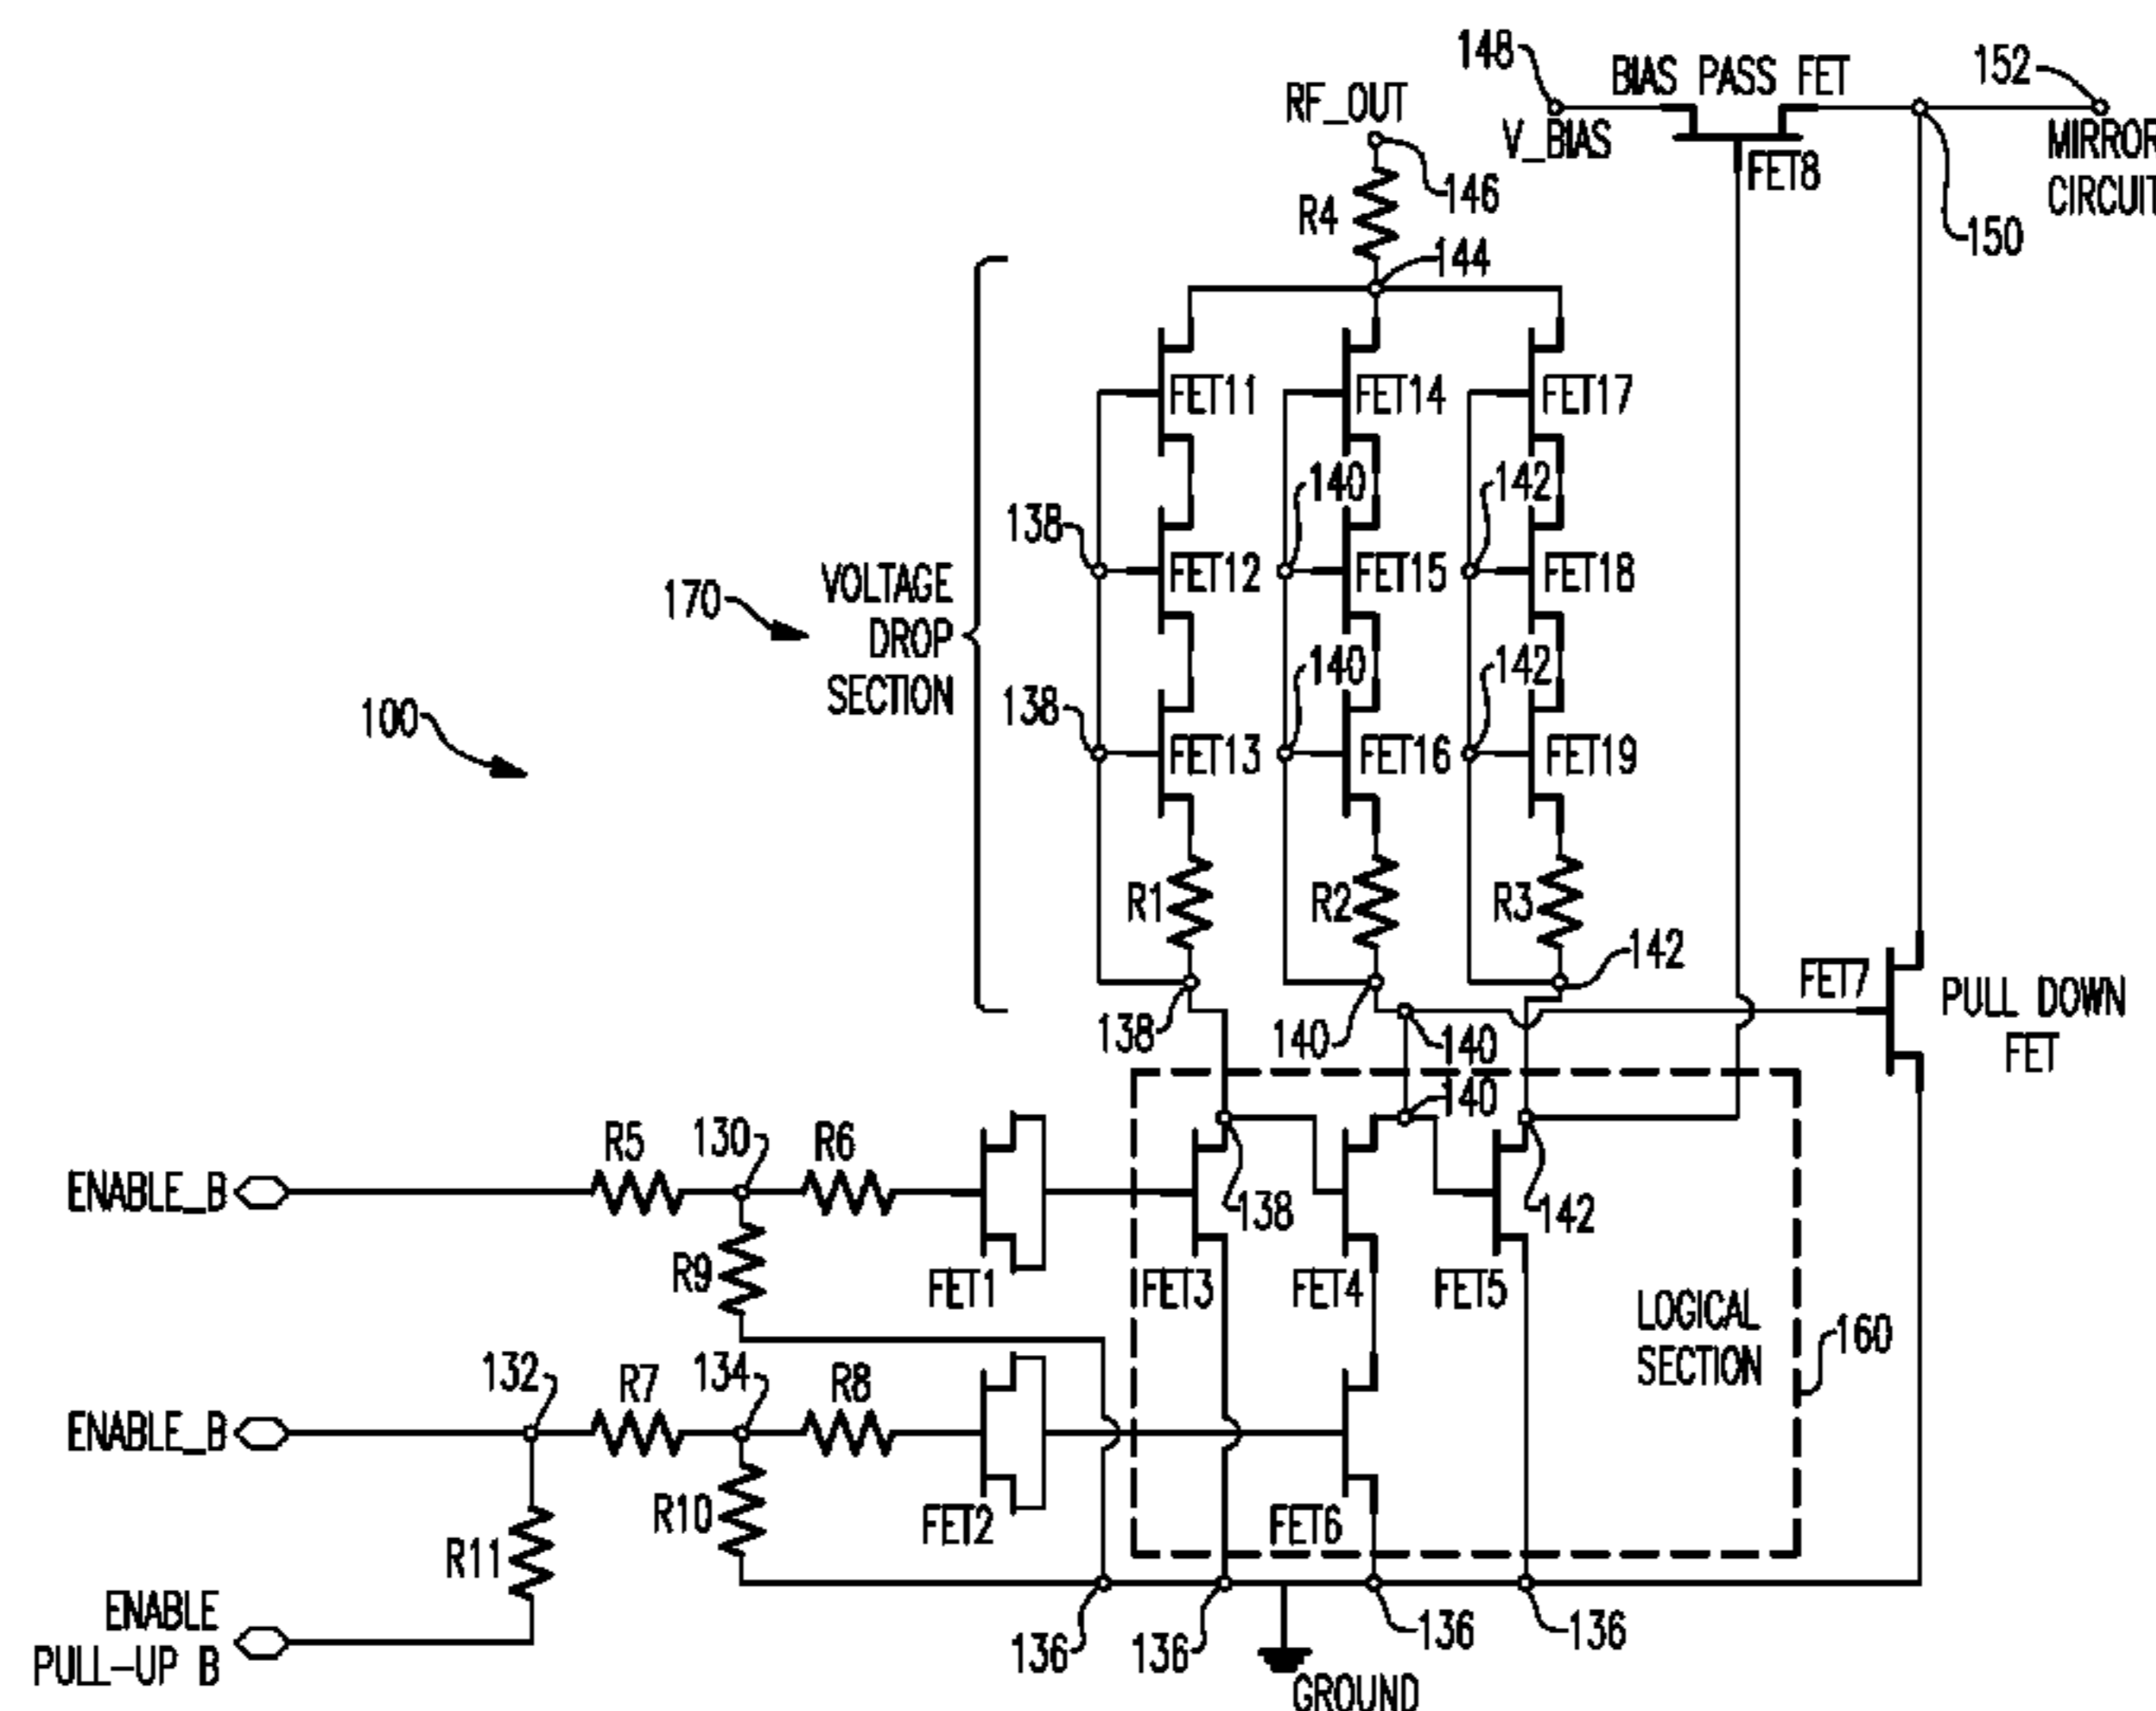 148
BIAS PASS FET
152
RF_OUT
V_BIAS
FET8
MIRROR
CIRCUIT
146
R4
150
144
FET11
FET14
FET17
138
140
142
FET12
FET15
FET18
170
VOLTAGE
DROP
SECTION
138
140
142
100
FET13
FET16
FET19
R1
R2
R3
142
FET7
PULL DOWN
FET
138
140
140
140
ENABLE_B
R5
130
R6
138
142
R9
FET1
FET3
FET4
FET5
LOGICAL
SECTION
160
132
R7
134
R8
ENABLE_B
R10
FET2
FET6
R11
ENABLE
PULL-UP B
136
136
136
136
GROUND